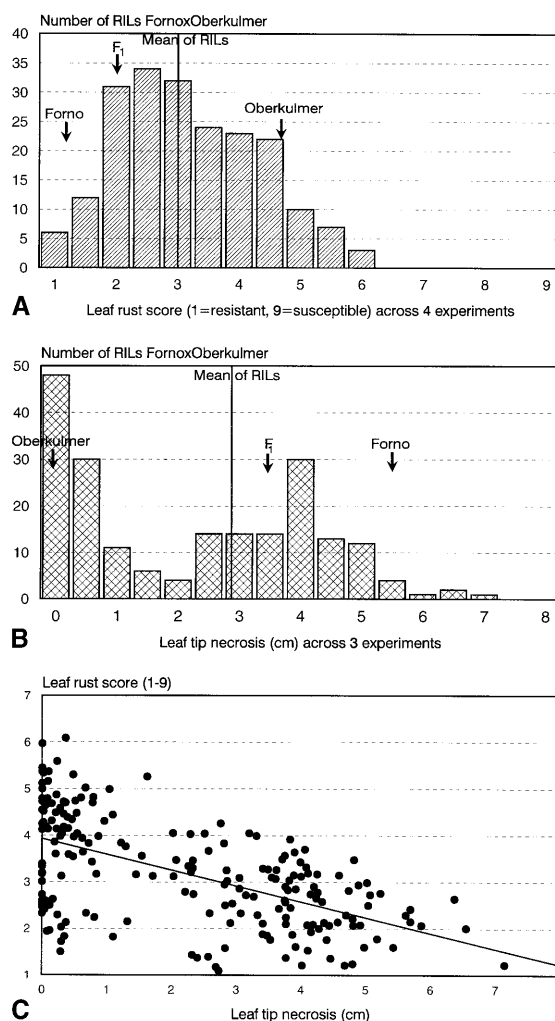 Number of RILs FornoxOberkulmer
40
35
30
25
20
15
10
5
0
F1
Mean of RILs
Forno
Oberkulmer
1 2 3 4 5 6 7 8 9
A
Leaf rust score (1=resistant, 9=susceptible) across 4 experiments
Number of RILs FornoxOberkulmer
50
40
30
20
10
0
Mean of RILs
Oberkulmer
F1
Forno
0 1 2 3 4 5 6 7 8
B
Leaf tip necrosis (cm) across 3 experiments
Leaf rust score (1-9)
7
6
5
4
3
2
1
0 1 2 3 4 5 6 7
C
Leaf tip necrosis (cm)